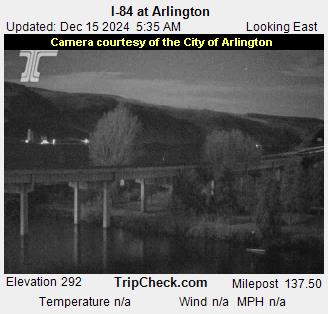 I-84 at Arlington
Updated: Dec 15 2024 5:35 AM Looking East
Camera courtesy of the City of Arlington
Elevation 292 TripCheck.com Milepost 137.50
Temperature n/a Wind n/a MPH n/a